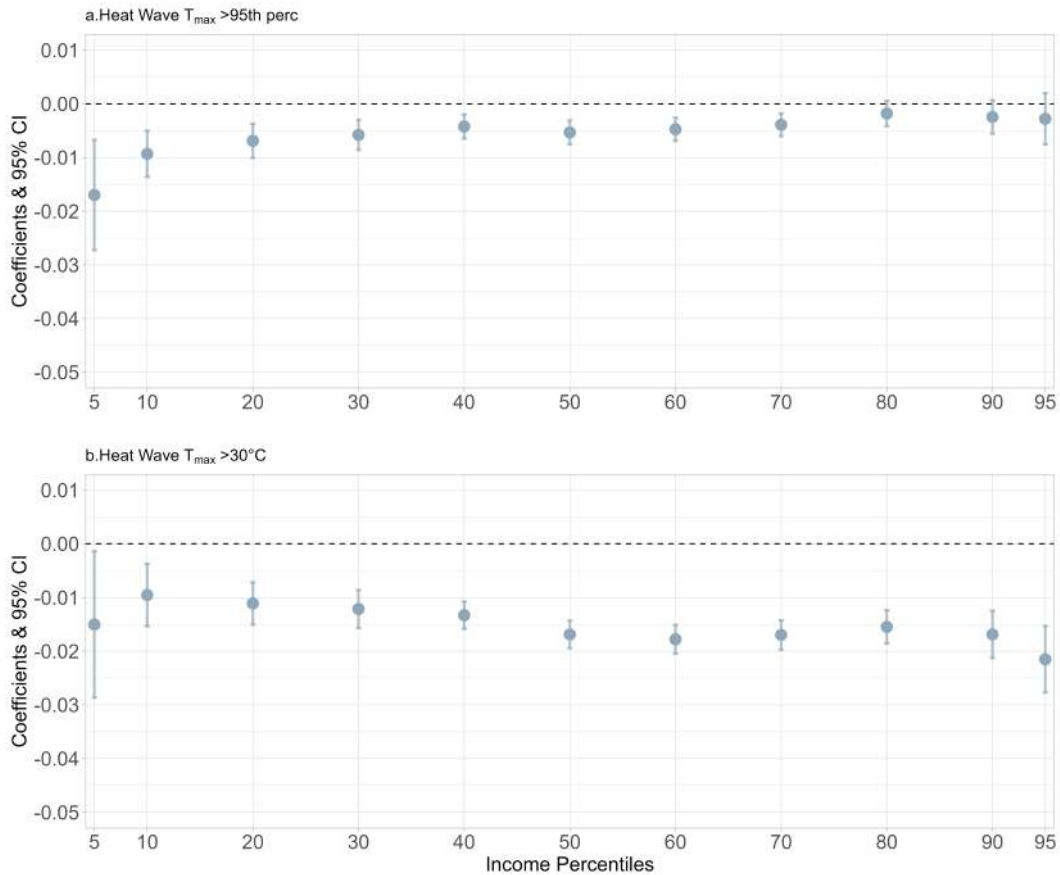 a.Heat Wave Tmax >95th perc
Coefficients & 95% CI
0.01
0.00
-0.01
-0.02
-0.03
-0.04
-0.05
5 10 20 30 40 50 60 70 80 90 95
b.Heat Wave Tmax >30°C
Coefficients & 95% CI
0.01
0.00
-0.01
-0.02
-0.03
-0.04
-0.05
5 10 20 30 40 50 60 70 80 90 95
Income Percentiles